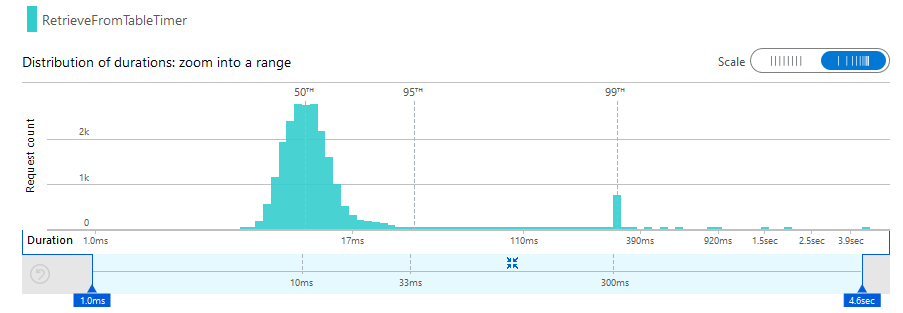 RetrieveFromTableTimer
Distribution of durations: zoom into a range
Scale
50TH 95TH 99TH
Request count
2k
1k
0
Duration 1.0ms 17ms 110ms 390ms 920ms 1.5sec 2.5sec 3.9sec
10ms 33ms 300ms
1.0ms 4.6sec